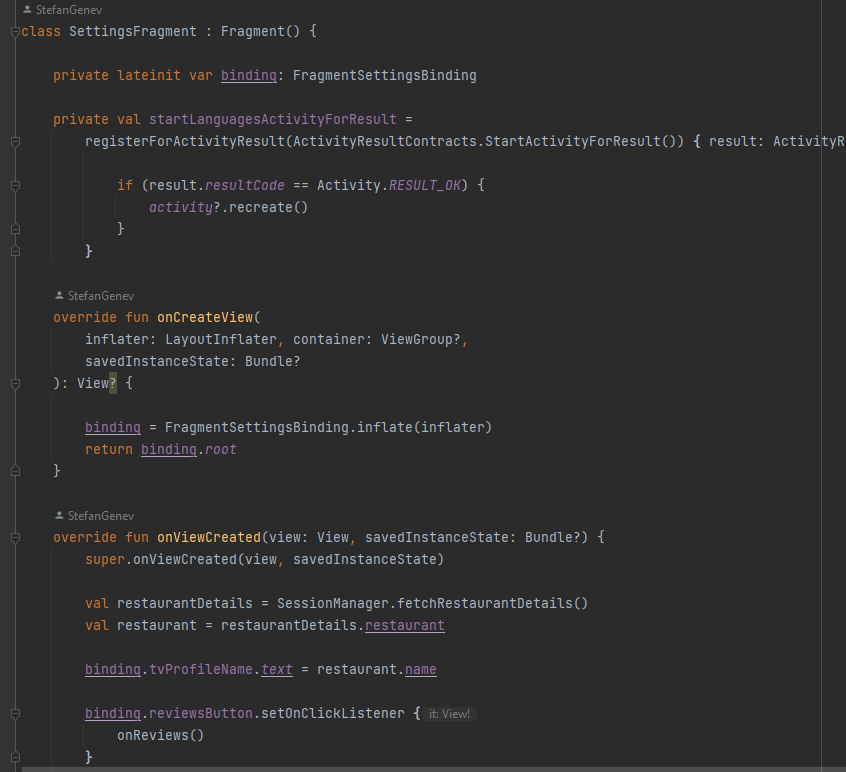 StefanGenev
class SettingsFragment : Fragment() {
private lateinit var binding: FragmentSettingsBinding
private val startLanguagesActivityForResult =
registerForActivityResult(ActivityResultContracts.StartActivityForResult()) { result: ActivityR
if (result.resultCode == Activity.RESULT_OK) {
activity?.recreate()
}
}
StefanGenev
override fun onCreateView(
inflater: LayoutInflater, container: ViewGroup?,
savedInstanceState: Bundle?
): View? {
binding = FragmentSettingsBinding.inflate(inflater)
return binding.root
}
StefanGenev
override fun onViewCreated(view: View, savedInstanceState: Bundle?) {
super.onViewCreated(view, savedInstanceState)
val restaurantDetails = SessionManager.fetchRestaurantDetails()
val restaurant = restaurantDetails.restaurant
binding.tvProfileName.text = restaurant.name
binding.reviewsButton.setOnClickListener { it: View!
onReviews()
}